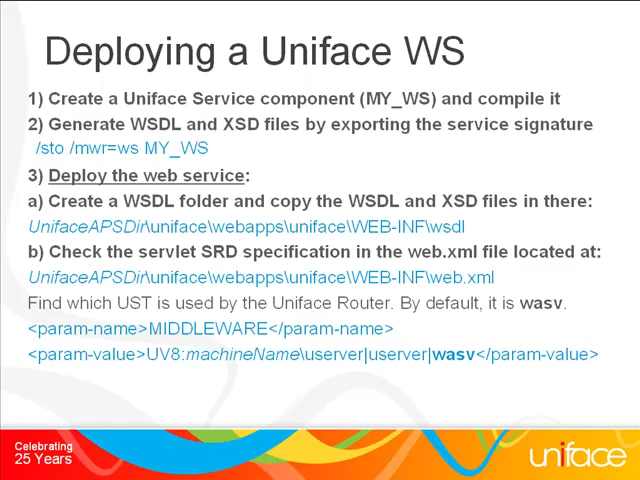 Deploying a Uniface WS
1) Create a Uniface Service component (MY_WS) and compile it
2) Generate WSDL and XSD files by exporting the service signature
/sto /mwr=ws MY_WS
3) Deploy the web service:
a) Create a WSDL folder and copy the WSDL and XSD files in there:
UnifaceAPSDir\uniface\webapps\uniface\WEB-INF\wsdl
b) Check the servlet SRD specification in the web.xml file located at:
UnifaceAPSDir\uniface\webapps\uniface\WEB-INF\web.xml
Find which UST is used by the Uniface Router. By default, it is wasv.
<param-name>MIDDLEWARE</param-name>
<param-value>UV8:machineName\userver|userver|wasv</param-value>
Celebrating
25 Years
uniface